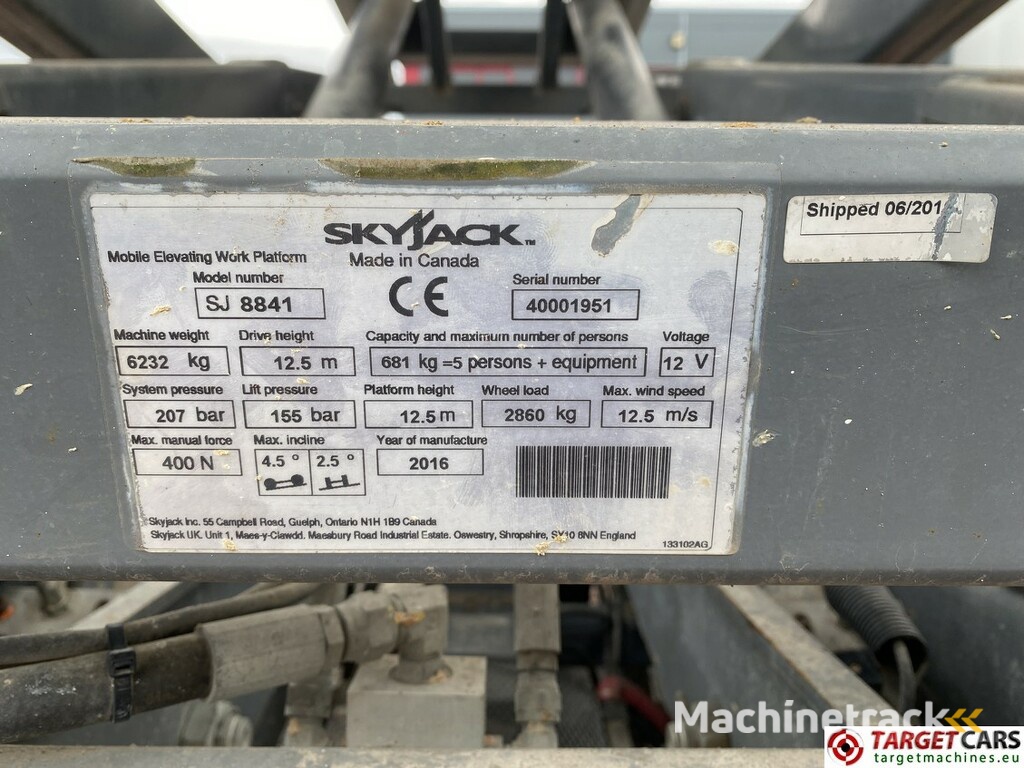 SKYJACK™
Shipped 06/201
Mobile Elevating Work Platform
Made in Canada
Model number
Serial number
SJ 8841
CE
40001951
Machine weight Drive height Capacity and maximum number of persons Voltage
6232 kg 12.5 m 681 kg =5 persons + equipment 12 V
System pressure Lift pressure Platform height Wheel load Max. wind speed
207 bar 155 bar 12.5 m 2860 kg 12.5 m/s
Max. manual force Max. incline Year of manufacture
400 N 4.5 ° 2.5 ° 2016
Skyjack Inc. 55 Campbell Road, Guelph, Ontario N1H 1B9 Canada
Skyjack UK. Unit 1, Maes-y-Clawdd. Maesbury Road Industrial Estate. Oswestry, Shropshire, SY10 8NN England
133102AG
Machinetrack
TARGETCARS
targetmachines.eu